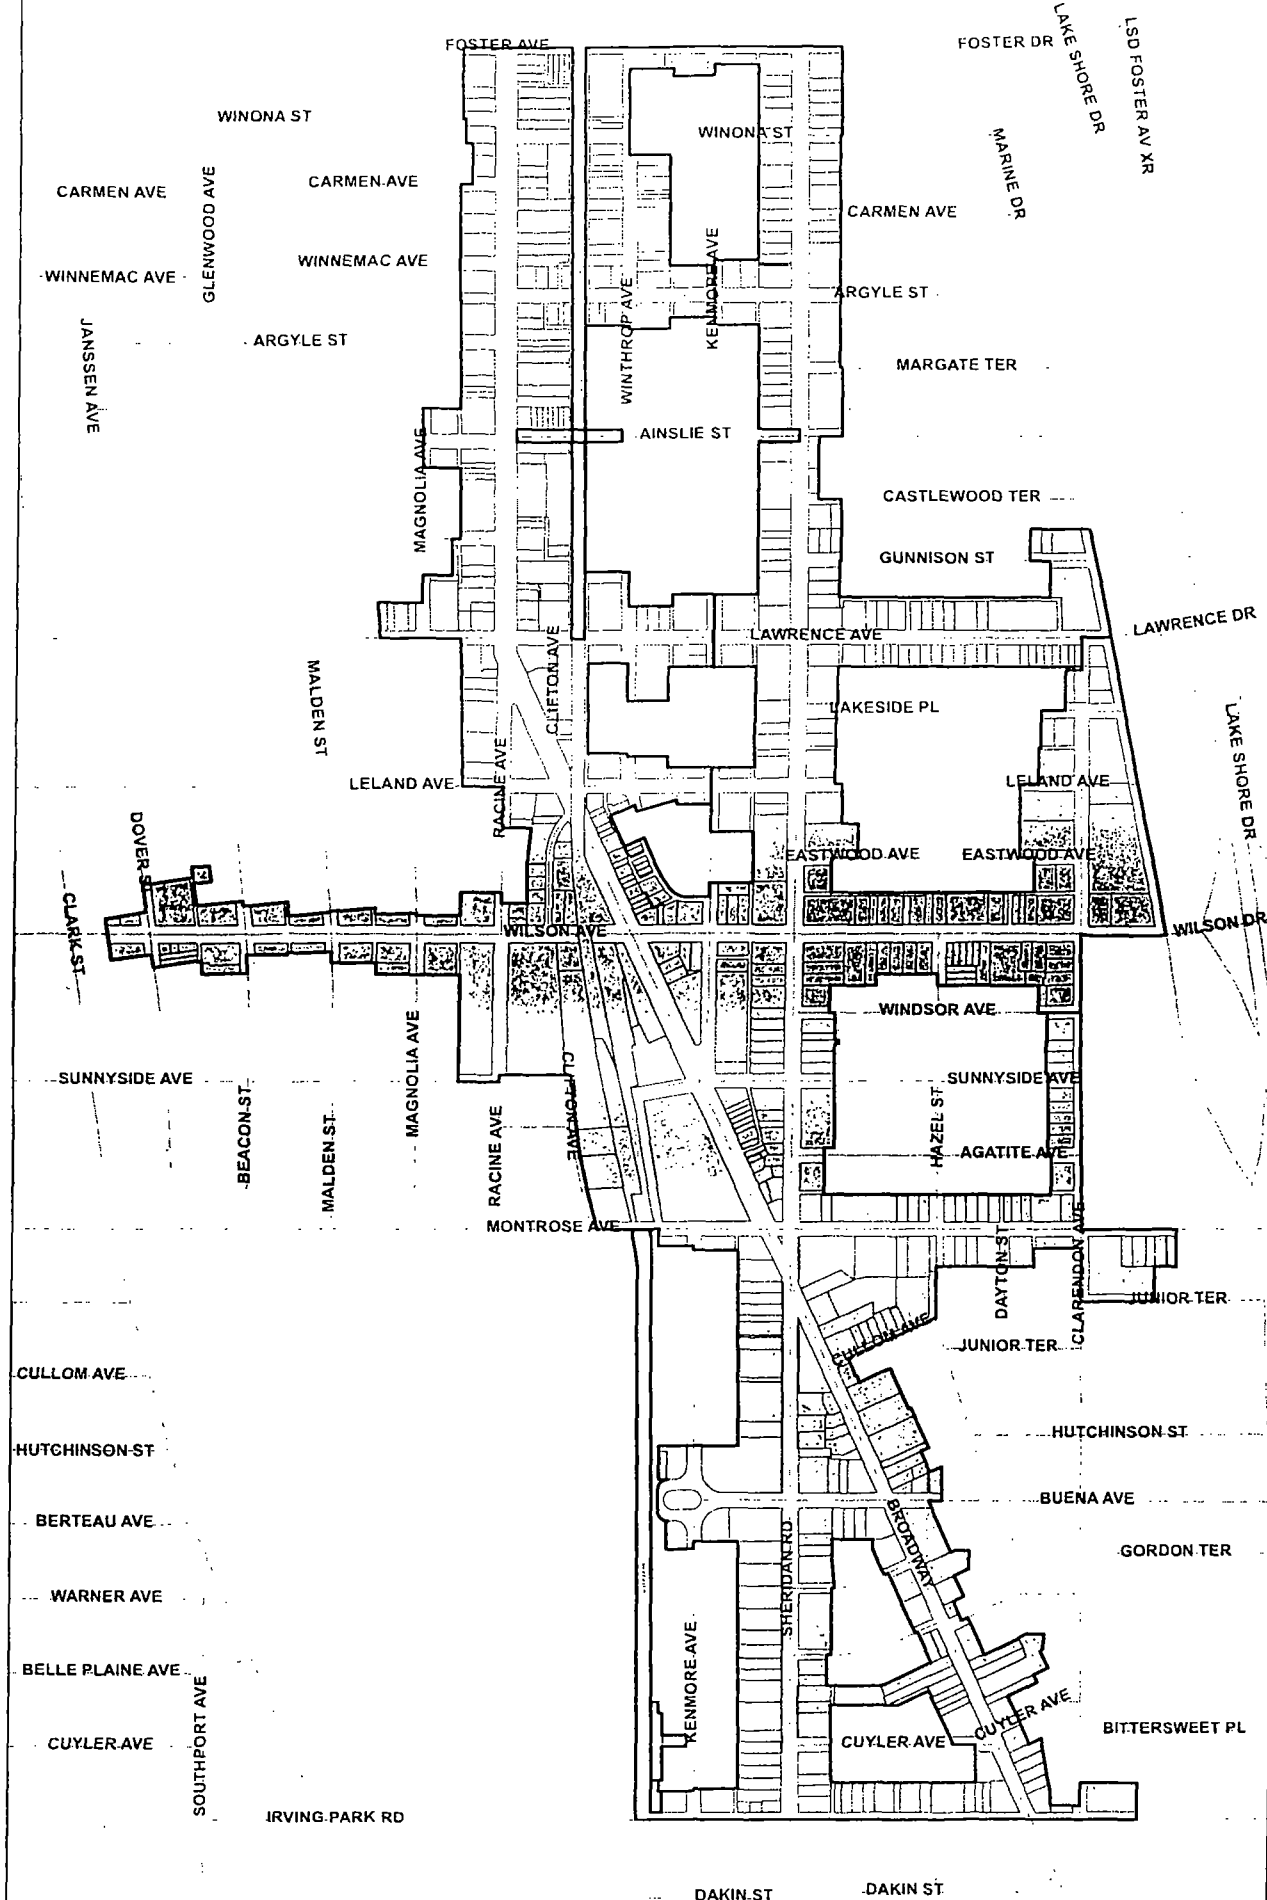 FOSTER AVE
FOSTER DR
LAKE SHORE DR
LSD FOSTER AV XR
WINONA ST
WINONA ST
MARINE DR
CARMEN AVE
GLENWOOD AVE
CARMEN AVE
CARMEN AVE
WINNEMAC AVE
WINNEMAC AVE
KENMORE AVE
ARGYLE ST
WINTHROP AVE
JANSSEN AVE
ARGYLE ST
MARGATE TER
AINSLIE ST
MAGNOLIA AVE
CASTLEWOOD TER
GUNNISON ST
LAWRENCE DR
LAWRENCE AVE
CLIFTON AVE
MALDEN ST
LAKESIDE PL
LAKE SHORE DR
RACINE AVE
LELAND AVE
LELAND AVE
DOVER S
EASTWOOD AVE
EASTWOOD AVE
CLARK ST
WILSON AVE
WILSON DR
WINDSOR AVE
MAGNOLIA AVE
SUNNYSIDE AVE
CLIFTON AVE
SUNNYSIDE AVE
BEACON ST
MALDEN ST
RACINE AVE
HAZEL ST
AGATITE AVE
MONTROSE AVE
DAYTON ST
CLARENDON AVE
JUNIOR TER
CULLOM AVE
JUNIOR TER
CULLOM AVE
HUTCHINSON ST
HUTCHINSON ST
BUENA AVE
BERTEAU AVE
BROADWAY
SHERIDAN RD
GORDON TER
WARNER AVE
KENMORE AVE
BELLE PLAINE AVE
SOUTHPORT AVE
CUYLER AVE
CUYLER AVE
CUYLER AVE
BITTERSWEET PL
IRVING PARK RD
DAKIN ST
DAKIN ST